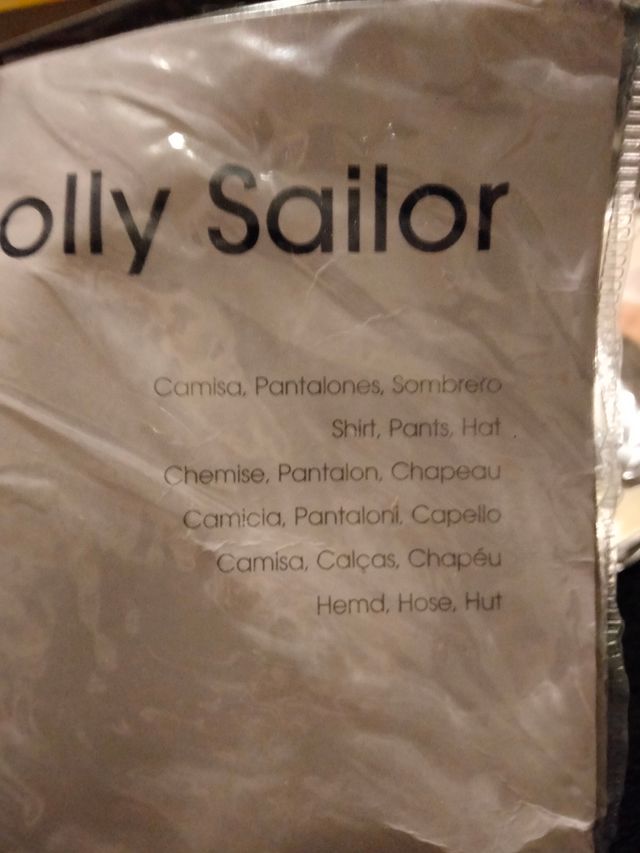 olly Sailor
Camisa, Pantalones, Sombrero
Shirt, Pants, Hat
Chemise, Pantalon, Chapeau
Camicia, Pantaloni, Capello
Camisa, Calças, Chapéu
Hemd, Hose, Hut